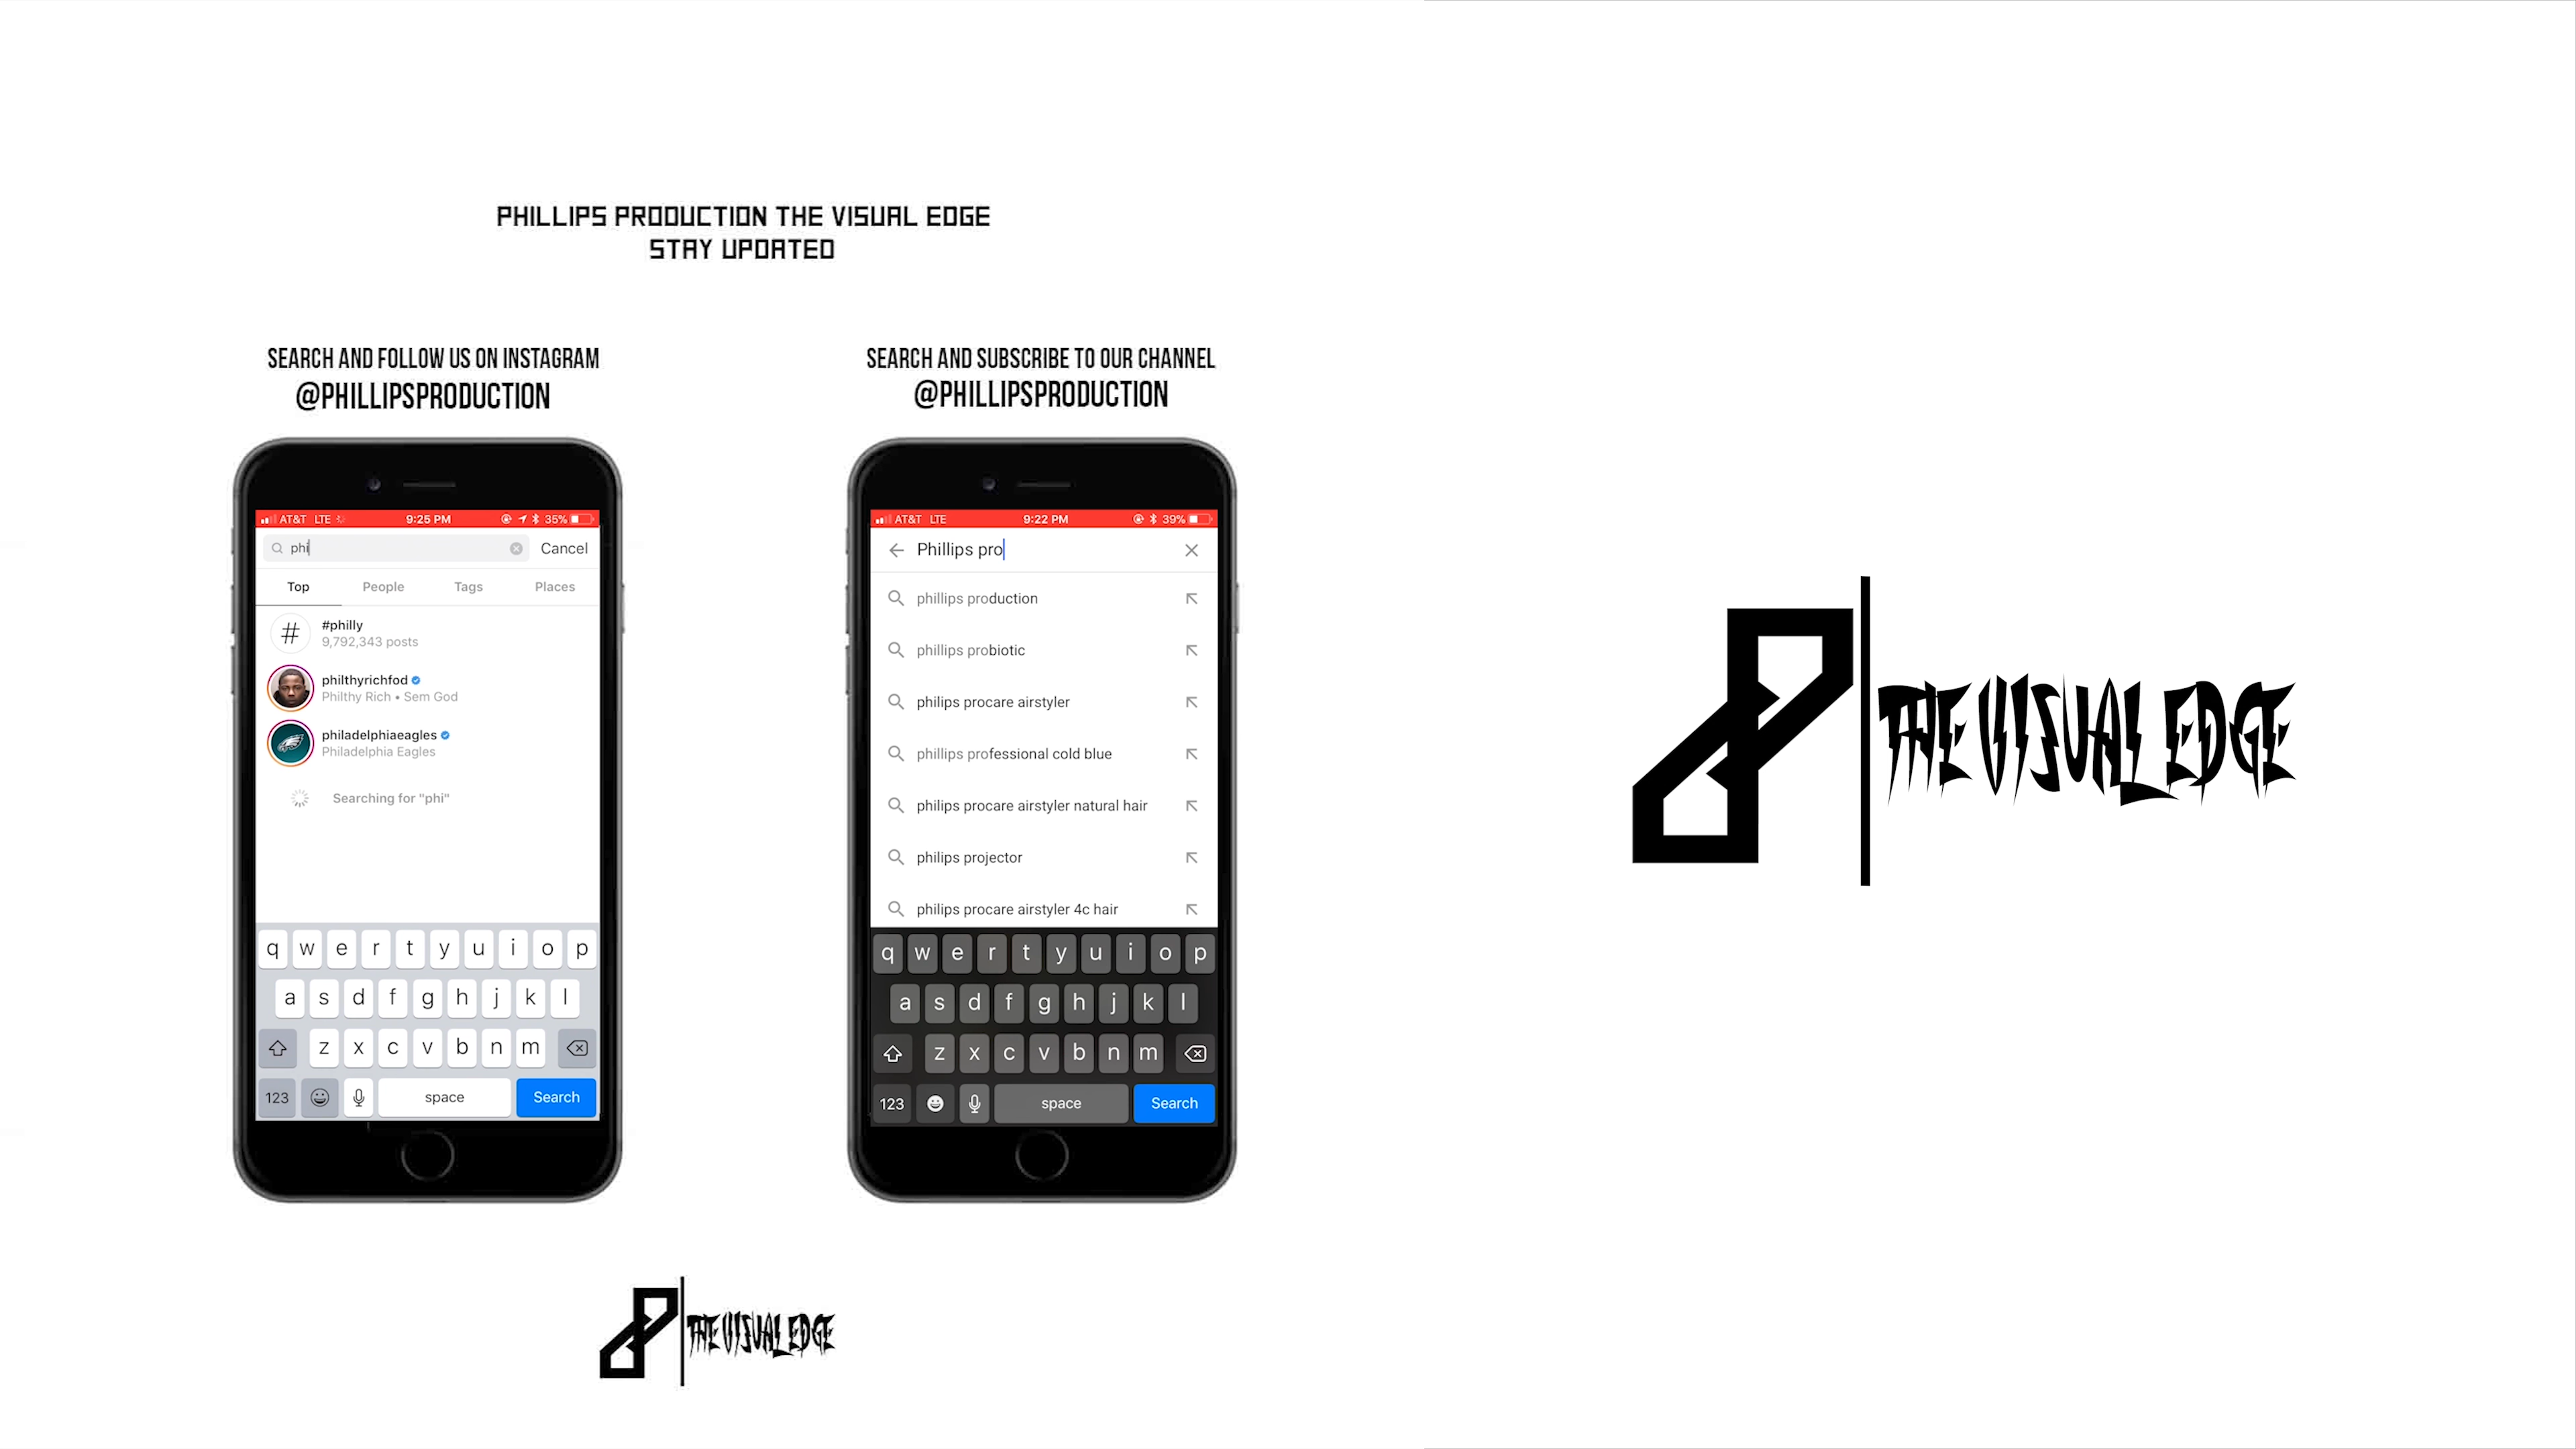 PHILLIPS PRODUCTION THE VISUAL EDGE
STAY UPDATED
SEARCH AND FOLLOW US ON INSTAGRAM
@PHILLIPSPRODUCTION
AT&T LTE 9:25 PM 35%
phi Cancel
Top People Tags Places
#philly
9,792,343 posts
philthyrichfod
Philthy Rich • Sem God
philadelphiaeagles
Philadelphia Eagles
Searching for "phi"
q w e r t y u i o p
a s d f g h j k l
z x c v b n m
123 space Search
SEARCH AND SUBSCRIBE TO OUR CHANNEL
@PHILLIPSPRODUCTION
AT&T LTE 9:22 PM 39%
Phillips pro
phillips production
phillips probiotic
philips procare airstyler
phillips professional cold blue
philips procare airstyler natural hair
philips projector
philips procare airstyler 4c hair
q w e r t y u i o p
a s d f g h j k l
z x c v b n m
123 space Search
THE VISUAL EDGE
THE VISUAL EDGE